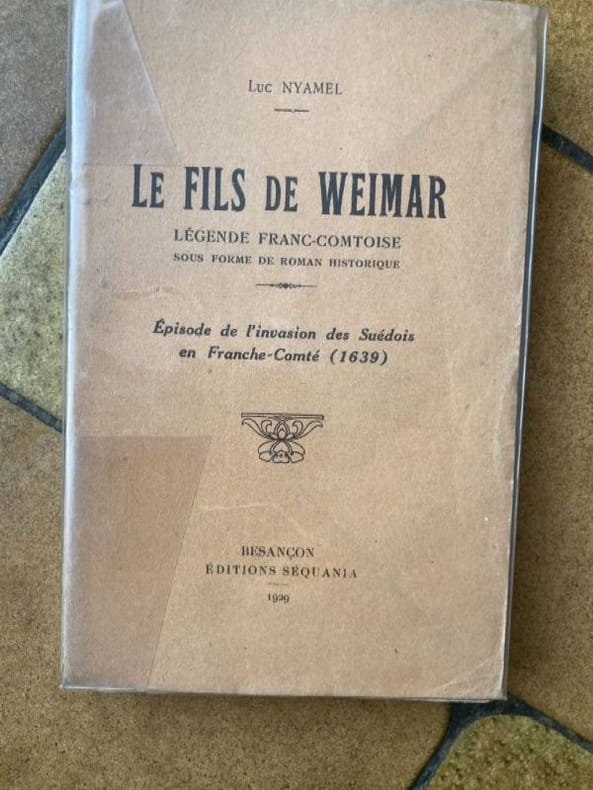 Luc NYAMEL
LE FILS DE WEIMAR
LÉGENDE FRANC-COMTOISE
SOUS FORME DE ROMAN HISTORIQUE
Épisode de l'invasion des Suédois
en Franche-Comté (1639)
BESANÇON
ÉDITIONS SÉQUANIA
1929